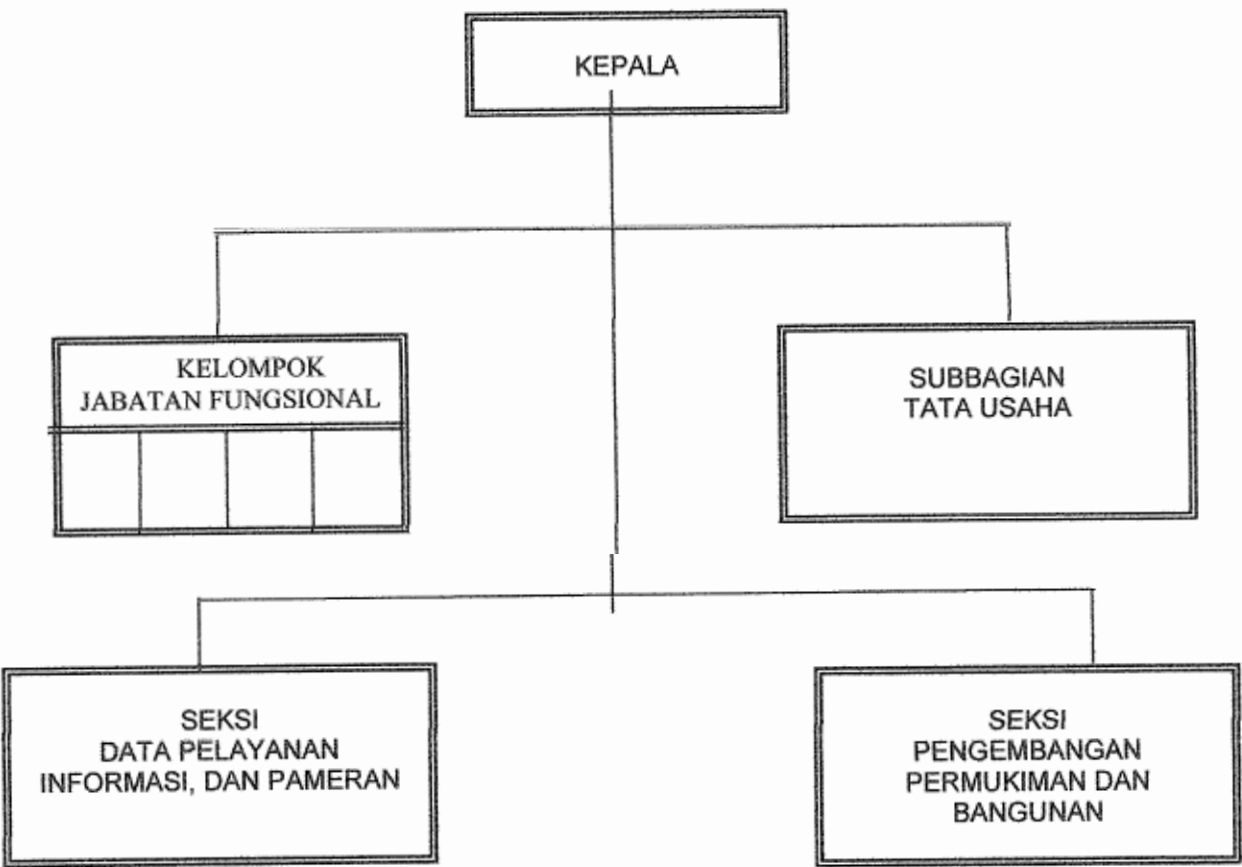 KEPALA
KELOMPOK
JABATAN FUNGSIONAL
SUBBAGIAN
TATA USAHA
SEKSI
DATA PELAYANAN
INFORMASI, DAN PAMERAN
SEKSI
PENGEMBANGAN
PERMUKIMAN DAN
BANGUNAN